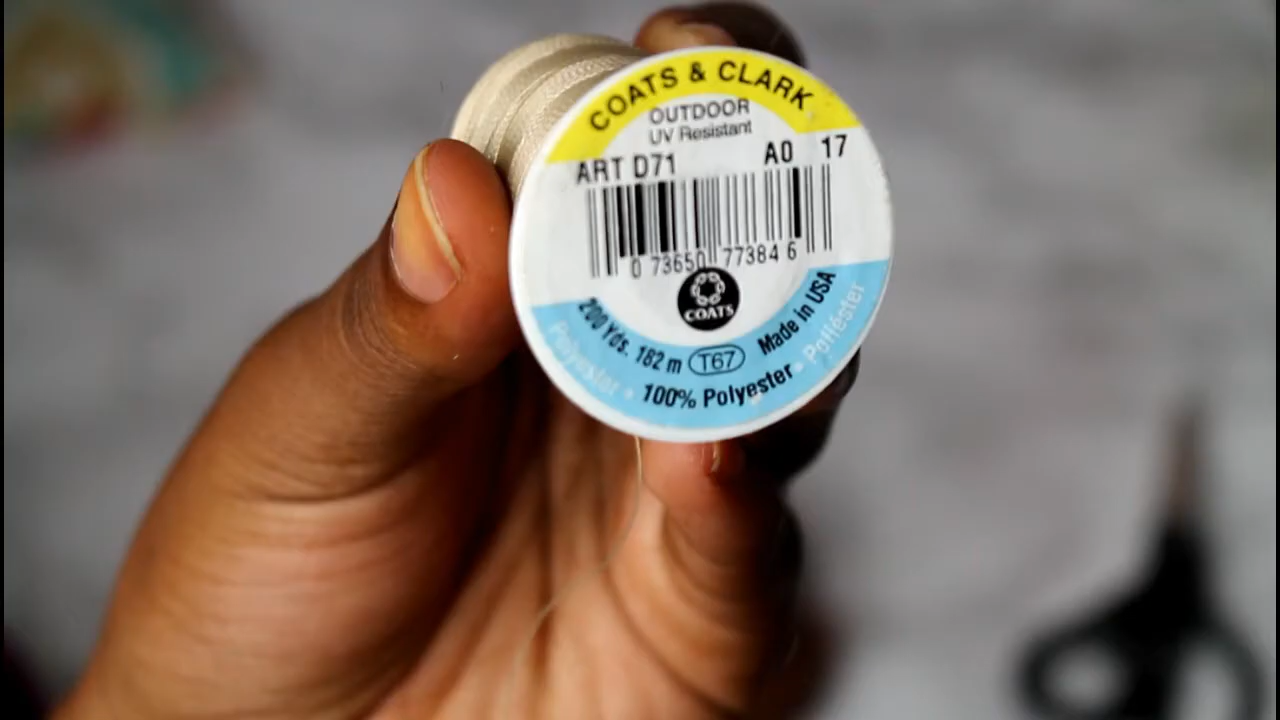 COATS & CLARK
OUTDOOR
UV Resistant
ART D71 A0 17
0 73650 77384 6
COATS
200 Yds. 182 m T67 Made in USA
Polyester • 100% Polyester • Poliéster